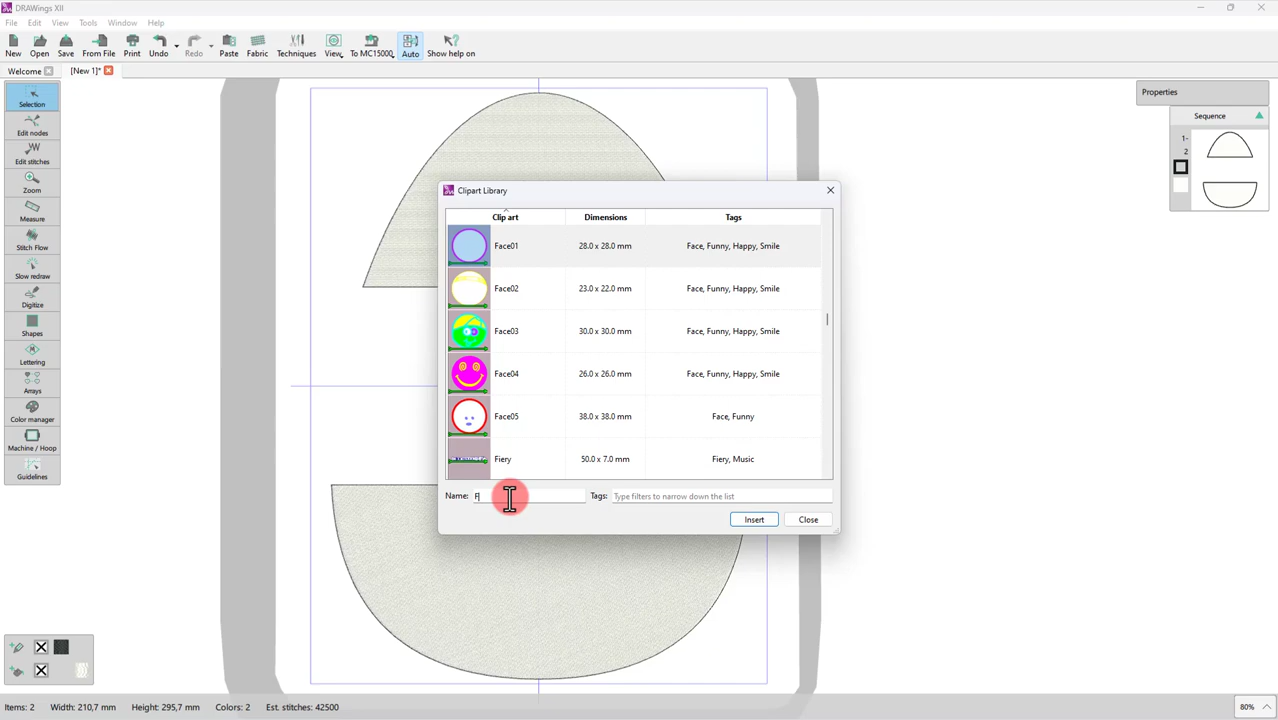 DRAWings XII
File Edit View Tools Window Help
New Open Save From File Print Undo Redo Paste Fabric Techniques View To MC15000 Auto Show help on
Welcome [New 1]*
Selection
Edit nodes
Edit stitches
Zoom
Measure
Stitch Flow
Slow redraw
Digitize
Shapes
Lettering
Arrays
Color manager
Machine / Hoop
Guidelines
Clipart Library
Clip art Dimensions Tags
Face01 28.0 x 28.0 mm Face, Funny, Happy, Smile
Face02 23.0 x 22.0 mm Face, Funny, Happy, Smile
Face03 30.0 x 30.0 mm Face, Funny, Happy, Smile
Face04 26.0 x 26.0 mm Face, Funny, Happy, Smile
Face05 38.0 x 38.0 mm Face, Funny
Fiery 50.0 x 7.0 mm Fiery, Music
Name: F Tags: Type filters to narrow down the list
Insert Close
Properties
Sequence
1-
2
Items: 2 Width: 210,7 mm Height: 295,7 mm Colors: 2 Est. stitches: 42500 80%